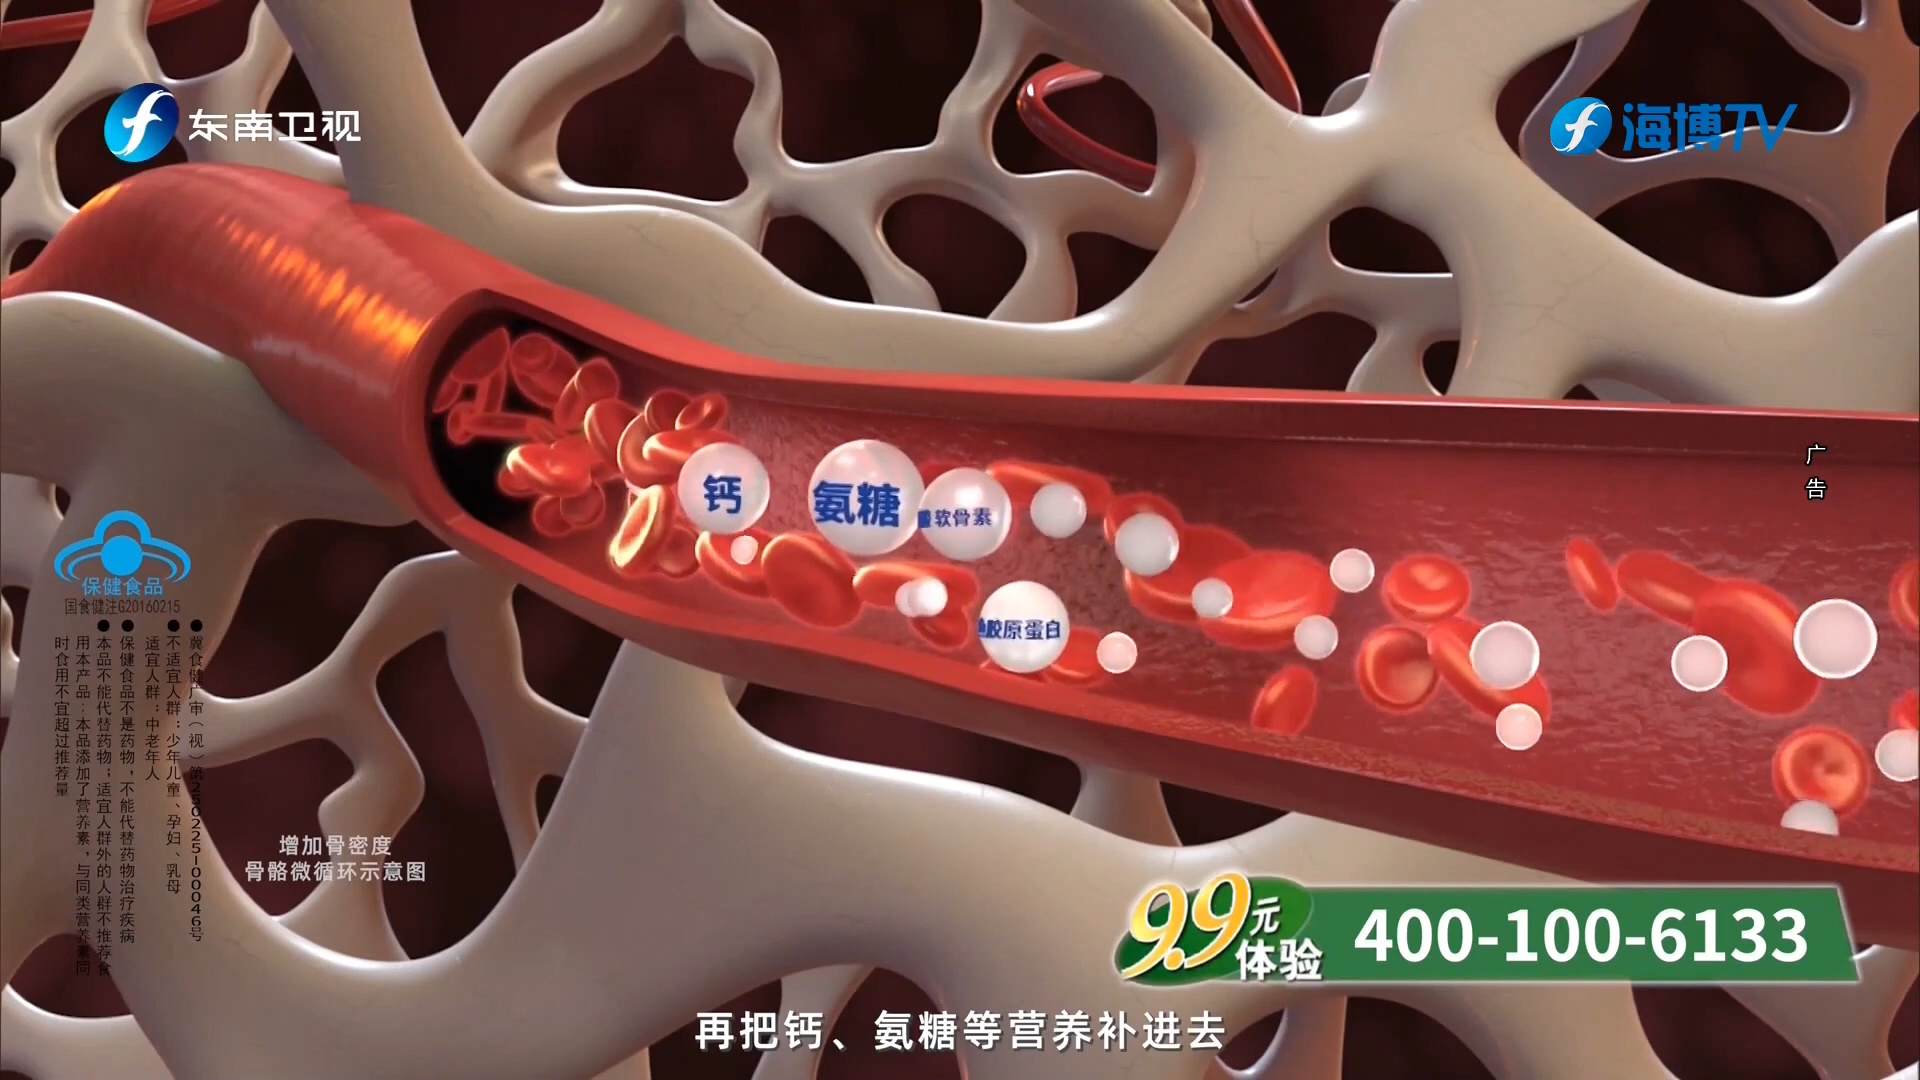 东南卫视
海博TV
广告
钙
氨糖
软骨素
胶原蛋白
保健食品
国食健注G20160215
●冀食健广审（视）第250225-00046号
●不适宜人群：少年儿童、孕妇、乳母
适宜人群：中老年人
●保健食品不是药物，不能代替药物治疗疾病
●本品不能代替药物；适宜人群外的人群不推荐食
用本产品；本品添加了营养素，与同类营养素同
时食用不宜超过推荐量
增加骨密度
骨骼微循环示意图
9.9元
体验
400-100-6133
再把钙、氨糖等营养补进去